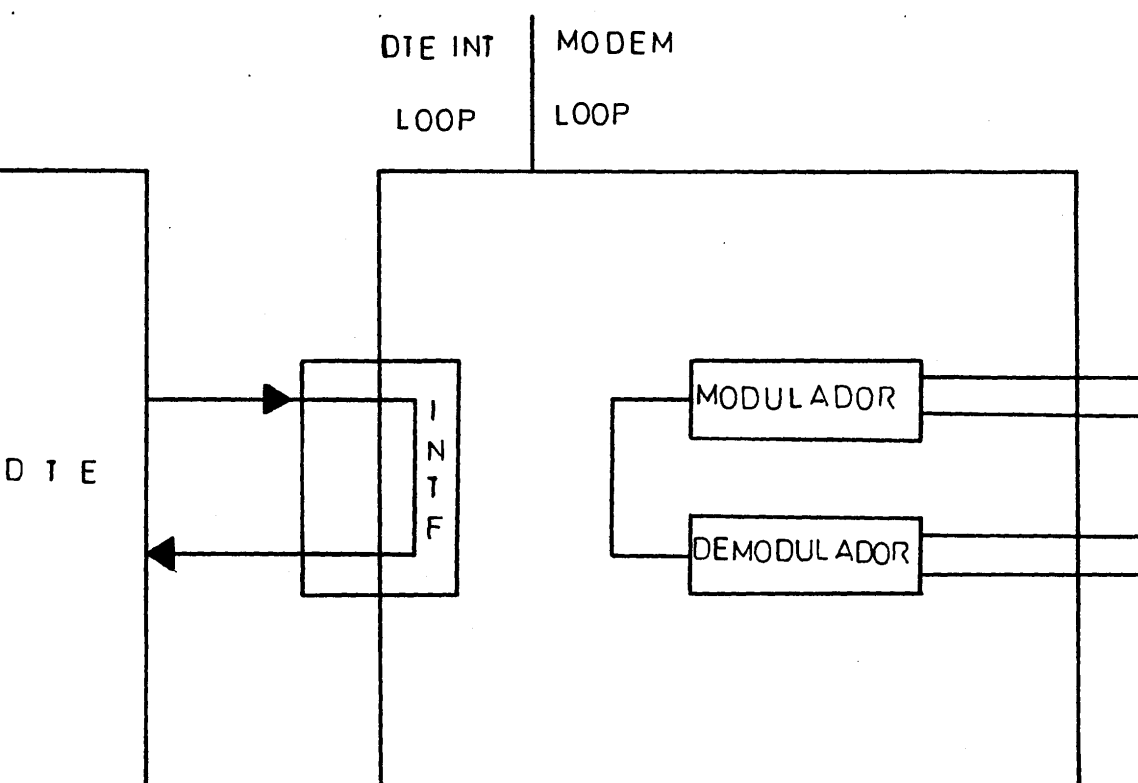 DTE INT
LOOP
MODEM
LOOP
DTE
INTF
MODULADOR
DEMODULADOR